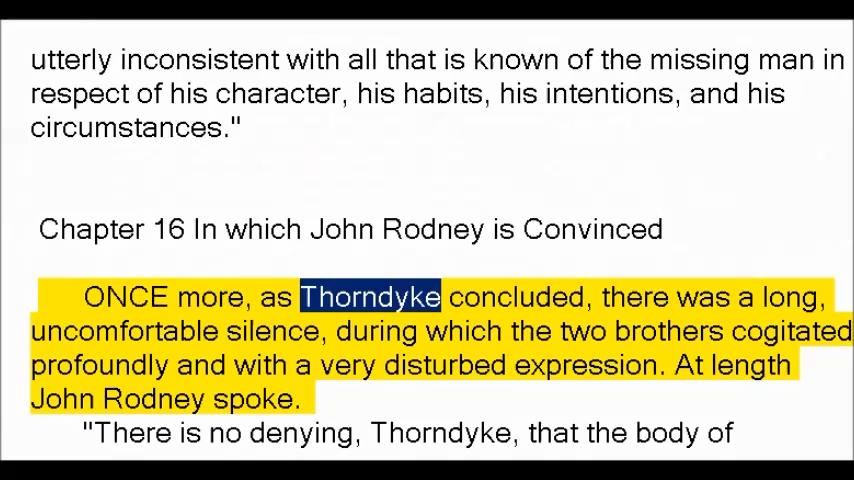 utterly inconsistent with all that is known of the missing man in
respect of his character, his habits, his intentions, and his
circumstances."
Chapter 16 In which John Rodney is Convinced
ONCE more, as Thorndyke concluded, there was a long,
uncomfortable silence, during which the two brothers cogitated
profoundly and with a very disturbed expression. At length
John Rodney spoke.
"There is no denying, Thorndyke, that the body of